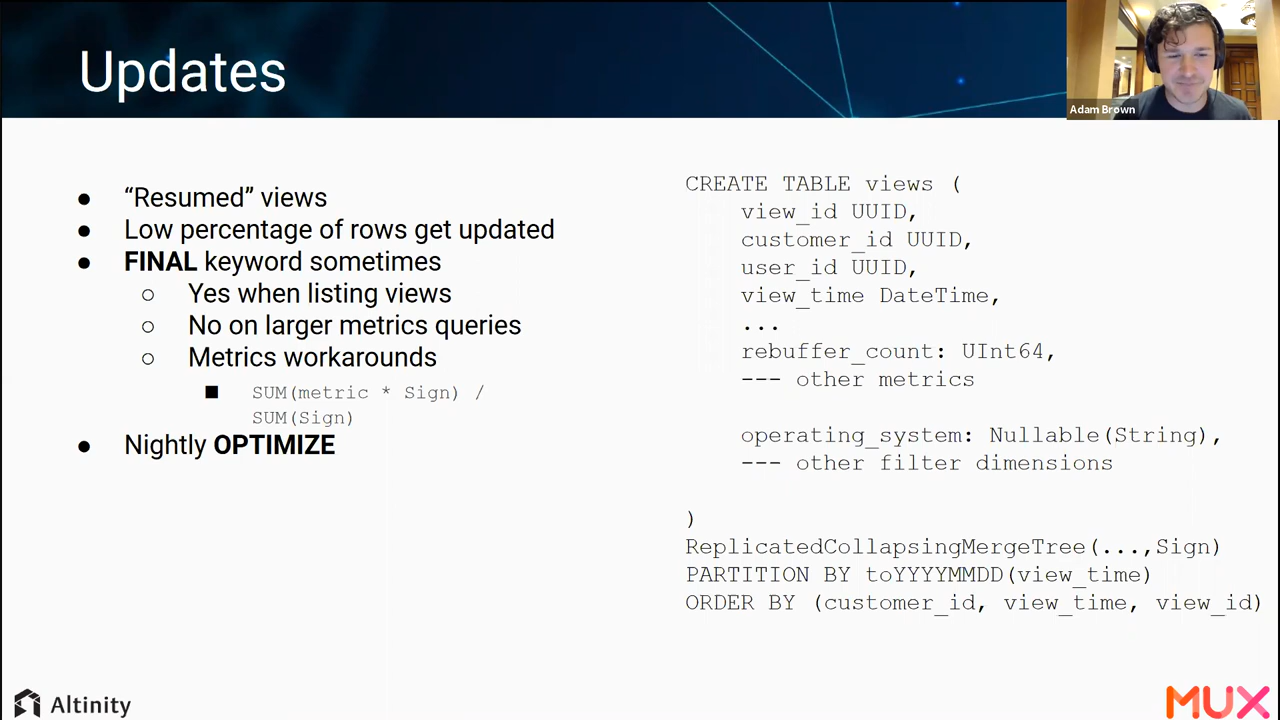 Updates
Adam Brown
● “Resumed” views
● Low percentage of rows get updated
● FINAL keyword sometimes
○ Yes when listing views
○ No on larger metrics queries
○ Metrics workarounds
■ SUM(metric * Sign) /
SUM(Sign)
● Nightly OPTIMIZE
CREATE TABLE views (
view_id UUID,
customer_id UUID,
user_id UUID,
view_time DateTime,
...
rebuffer_count: UInt64,
--- other metrics
operating_system: Nullable(String),
--- other filter dimensions
)
ReplicatedCollapsingMergeTree(...,Sign)
PARTITION BY toYYYYMMDD(view_time)
ORDER BY (customer_id, view_time, view_id)
Altinity
MUX